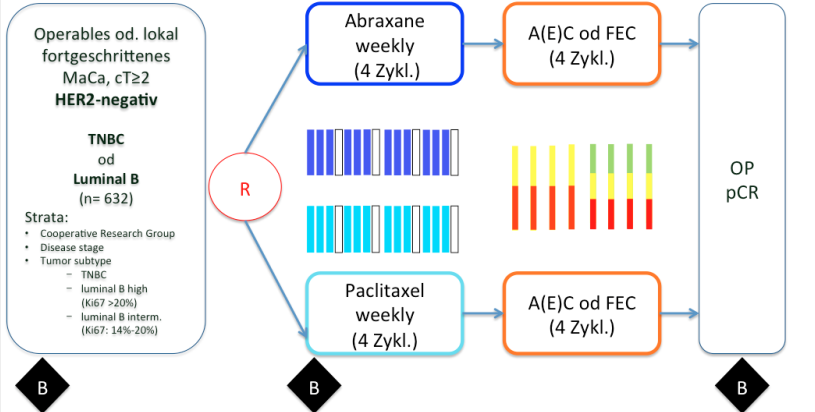 Operables od. lokal
fortgeschrittenes
MaCa, cT≥2
HER2-negativ
TNBC
od
Luminal B
(n= 632)
Strata:
• Cooperative Research Group
• Disease stage
• Tumor subtype
– TNBC
– luminal B high
(Ki67 >20%)
– luminal B interm.
(Ki67: 14%-20%)
B
R
Abraxane
weekly
(4 Zykl.)
A(E)C od FEC
(4 Zykl.)
Paclitaxel
weekly
(4 Zykl.)
A(E)C od FEC
(4 Zykl.)
B
OP
pCR
B